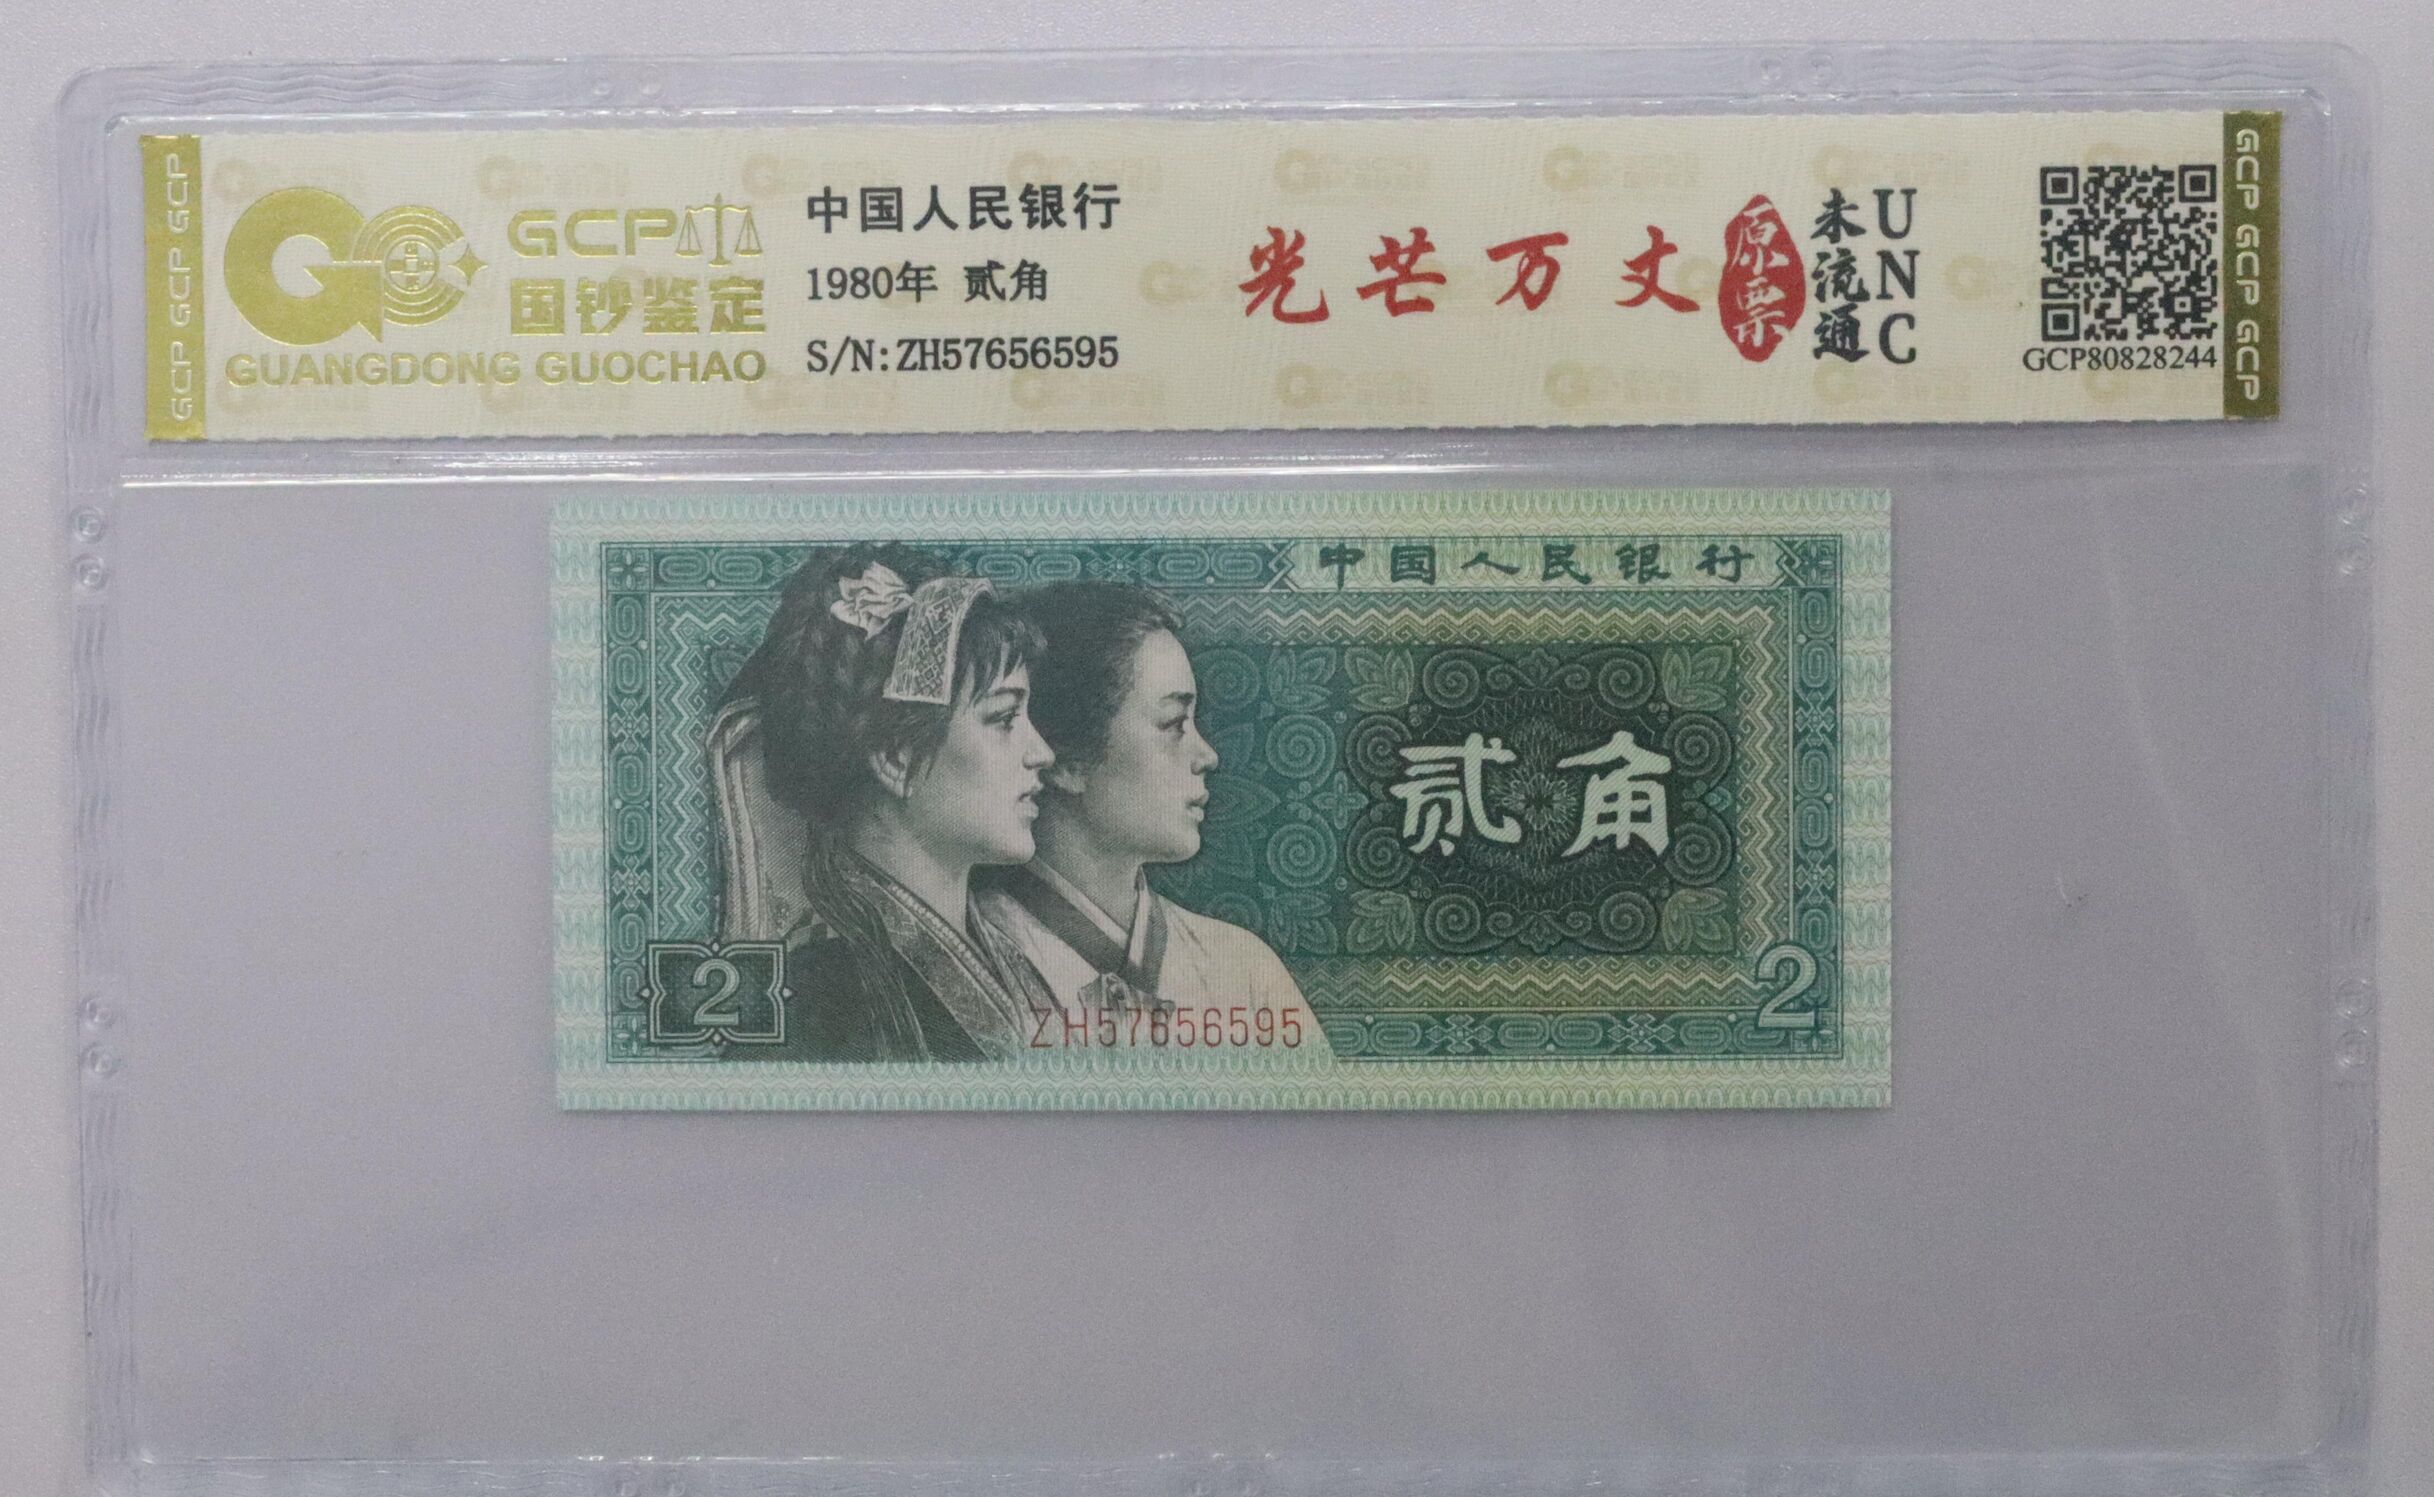 GCP GCP GCP
GCP
国钞鉴定
GUANGDONG GUOCHAO
中国人民银行
1980年 贰角
S/N:ZH57656595
光芒万丈
原票
未流通
UNC
GCP80828244
GCP GCP GCP
中国人民银行
贰角
2
2
ZH57656595